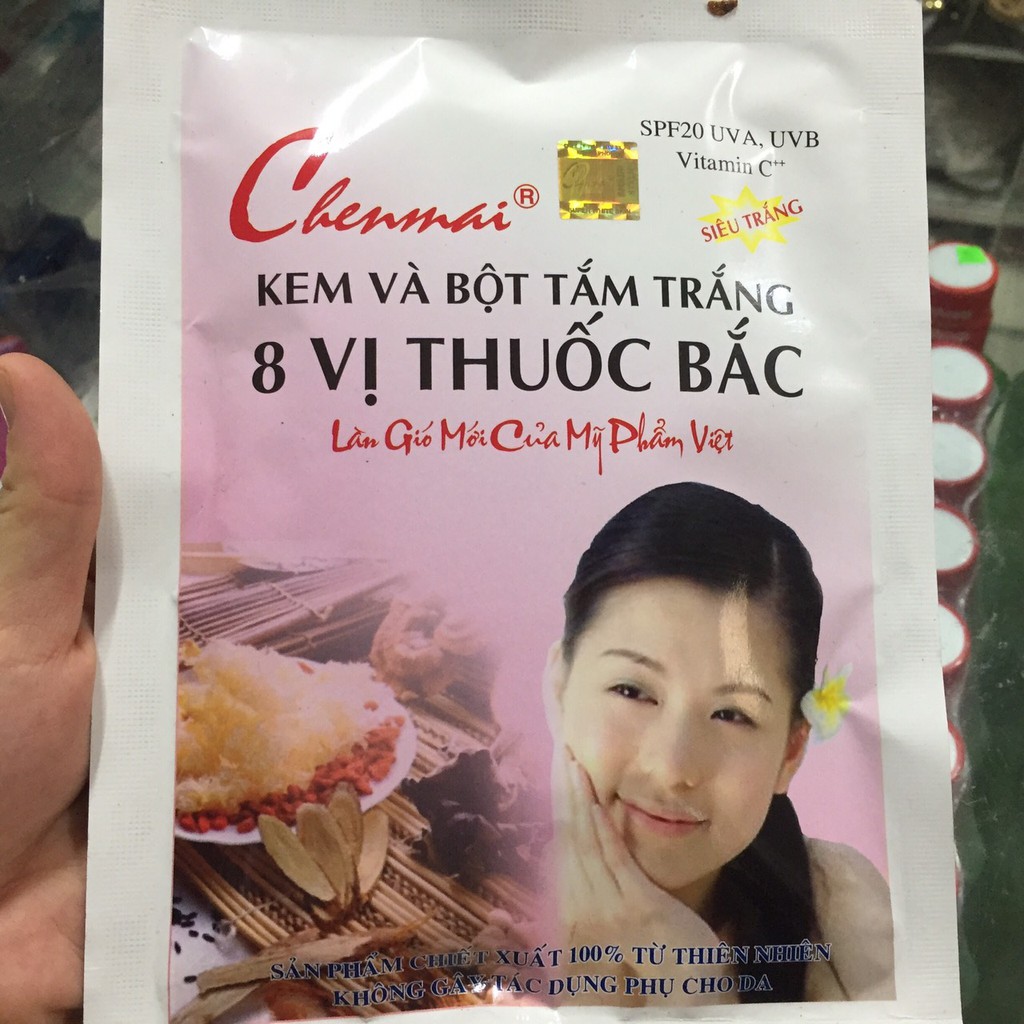 SPF20 UVA, UVB
Vitamin C++
Chenmai®
SIÊU TRẮNG
KEM VÀ BỘT TẮM TRẮNG
8 VỊ THUỐC BẮC
Làn Gió Mới Của Mỹ Phẩm Việt
SẢN PHẨM CHIẾT XUẤT 100% TỪ THIÊN NHIÊN
KHÔNG GÂY TÁC DỤNG PHỤ CHO DA